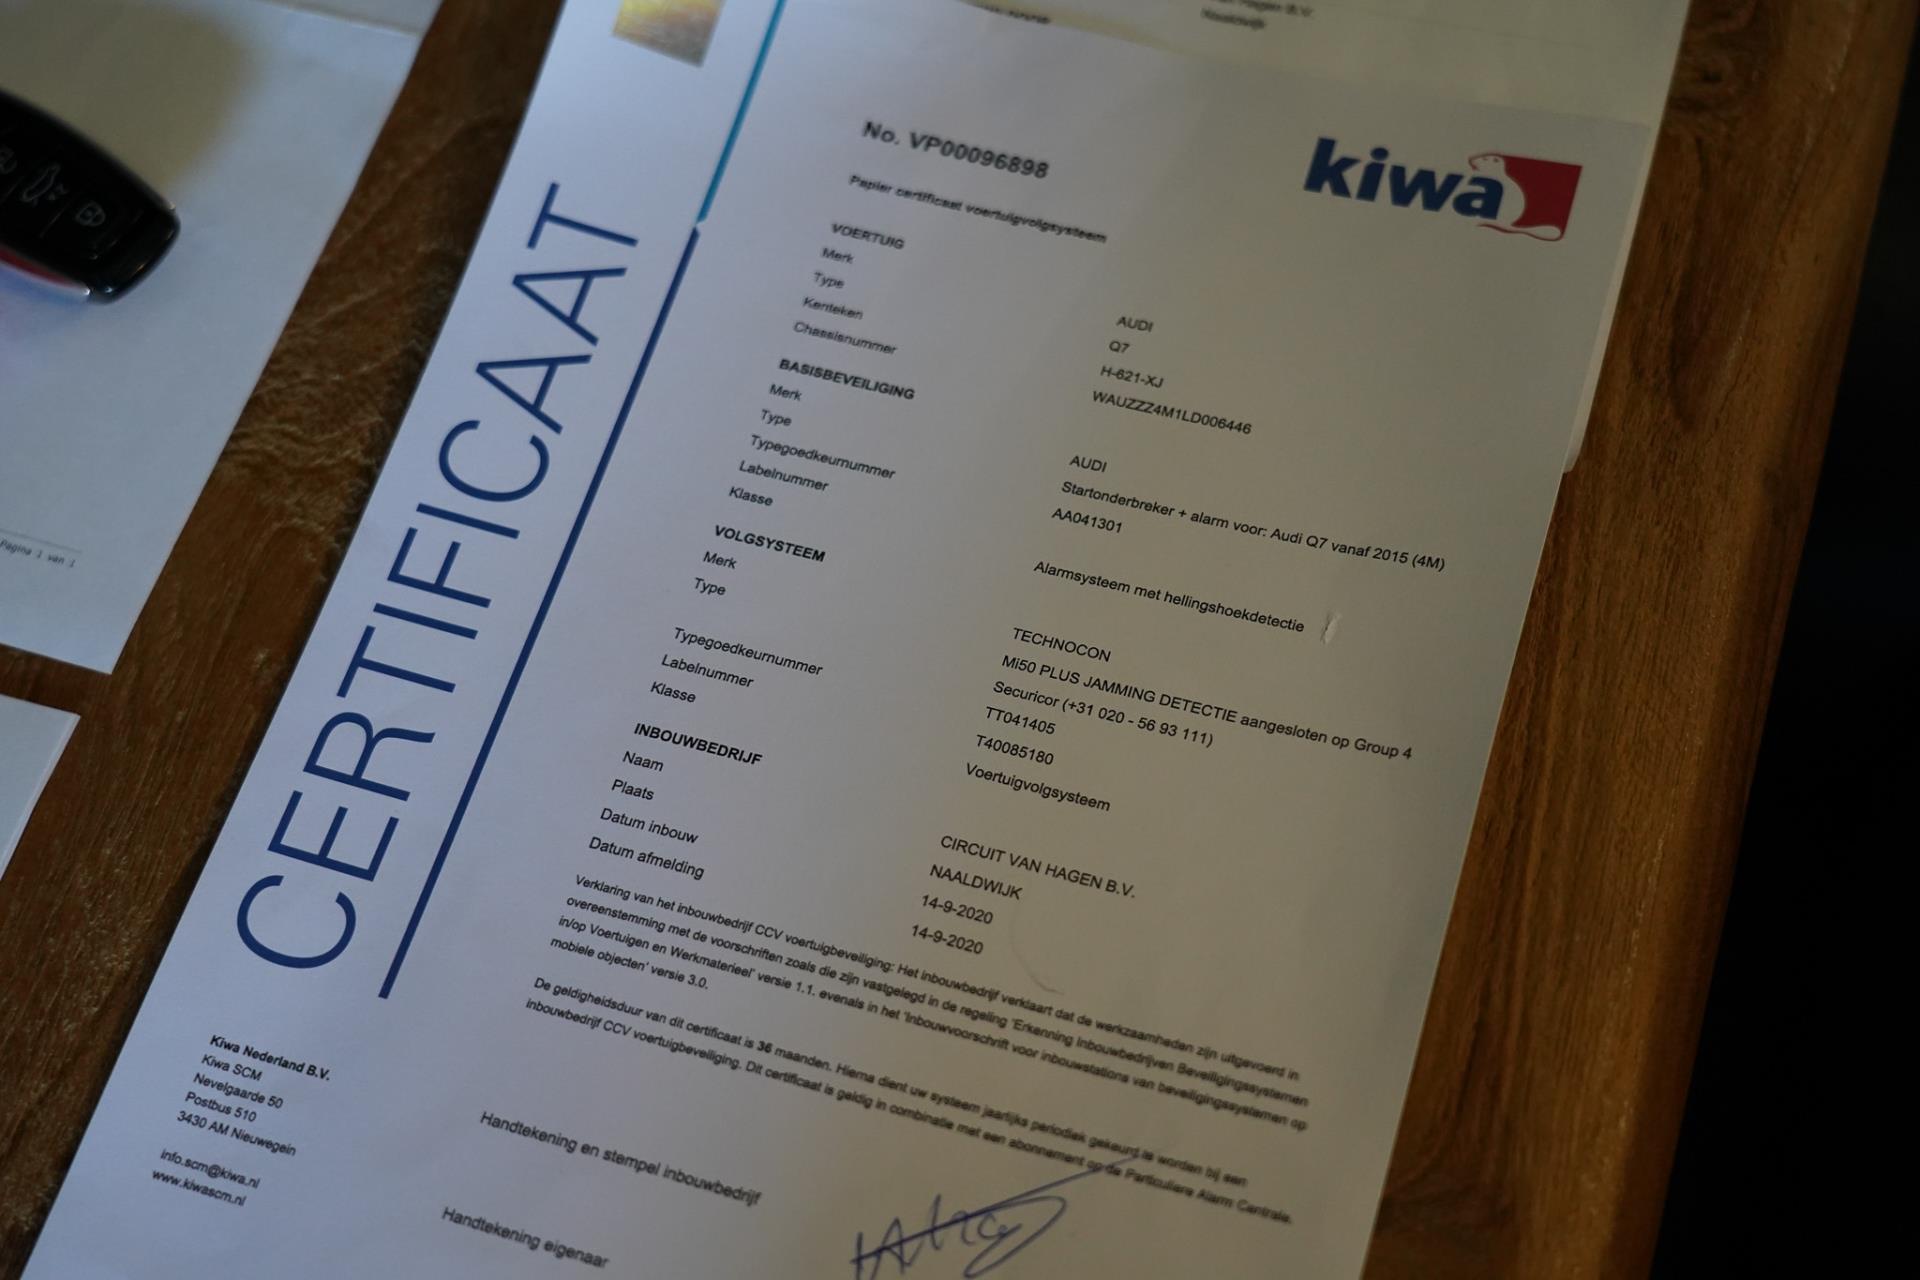 No. VP00096898
kiwa
Papier certificaat voertuigvolgsysteem
CERTIFICAAT
VOERTUIG
Merk AUDI
Type Q7
Kenteken H-621-XJ
Chassisnummer WAUZZZ4M1LD006446
BASISBEVEILIGING
Merk AUDI
Type Startonderbreker + alarm voor: Audi Q7 vanaf 2015 (4M)
Typegoedkeurnummer AA041301
Labelnummer
Klasse Alarmsysteem met hellingshoekdetectie
VOLGSYSTEEM
Merk TECHNOCON
Type Mi50 PLUS JAMMING DETECTIE aangesloten op Group 4
Securicor (+31 020 - 56 93 111)
Typegoedkeurnummer TT041405
Labelnummer T40085180
Klasse Voertuigvolgsysteem
INBOUWBEDRIJF
Naam CIRCUIT VAN HAGEN B.V.
Plaats NAALDWIJK
Datum inbouw 14-9-2020
Datum afmelding 14-9-2020
Verklaring van het inbouwbedrijf CCV voertuigbeveiliging: Het inbouwbedrijf verklaart dat de werkzaamheden zijn uitgevoerd in
overeenstemming met de voorschriften zoals die zijn vastgelegd in de regeling 'Erkenning Inbouwbedrijven Beveiligingssystemen
in/op Voertuigen en Werkmaterieel' versie 1.1. evenals in het 'Inbouwvoorschrift voor inbouwstations van beveiligingssystemen op
mobiele objecten' versie 3.0.
De geldigheidsduur van dit certificaat is 36 maanden. Hierna dient uw systeem jaarlijks periodiek gekeurd te worden bij een
inbouwbedrijf CCV voertuigbeveiliging. Dit certificaat is geldig in combinatie met een abonnement op de Particuliere Alarm Centrale.
Handtekening en stempel inbouwbedrijf
Handtekening eigenaar
Kiwa Nederland B.V.
Kiwa SCM
Nevelgaarde 50
Postbus 510
3430 AM Nieuwegein
info.scm@kiwa.nl
www.kiwascm.nl
Pagina 1 van 1
Naaldwijk